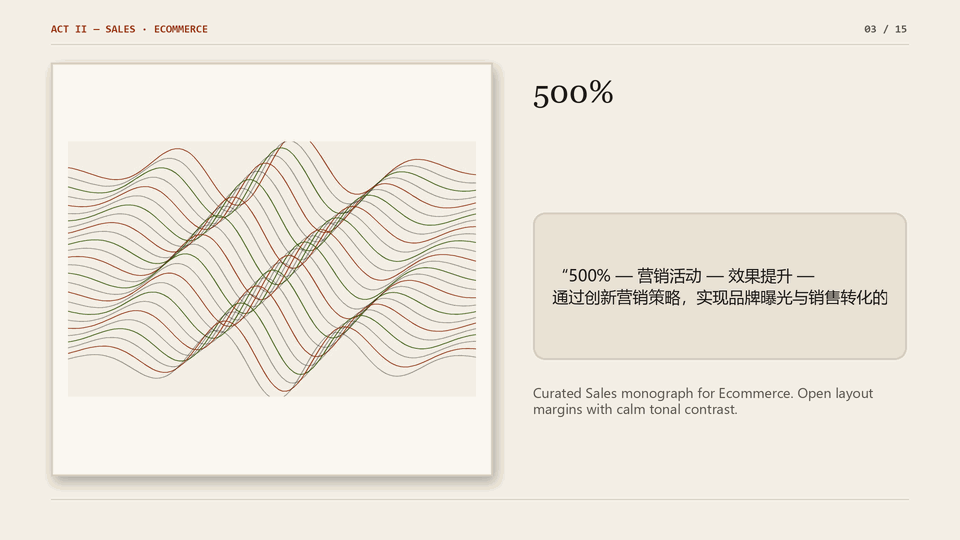 ACT II — SALES · ECOMMERCE
03 / 15
500%
“500% — 营销活动 — 效果提升 —
通过创新营销策略，实现品牌曝光与销售转化的
Curated Sales monograph for Ecommerce. Open layout
margins with calm tonal contrast.